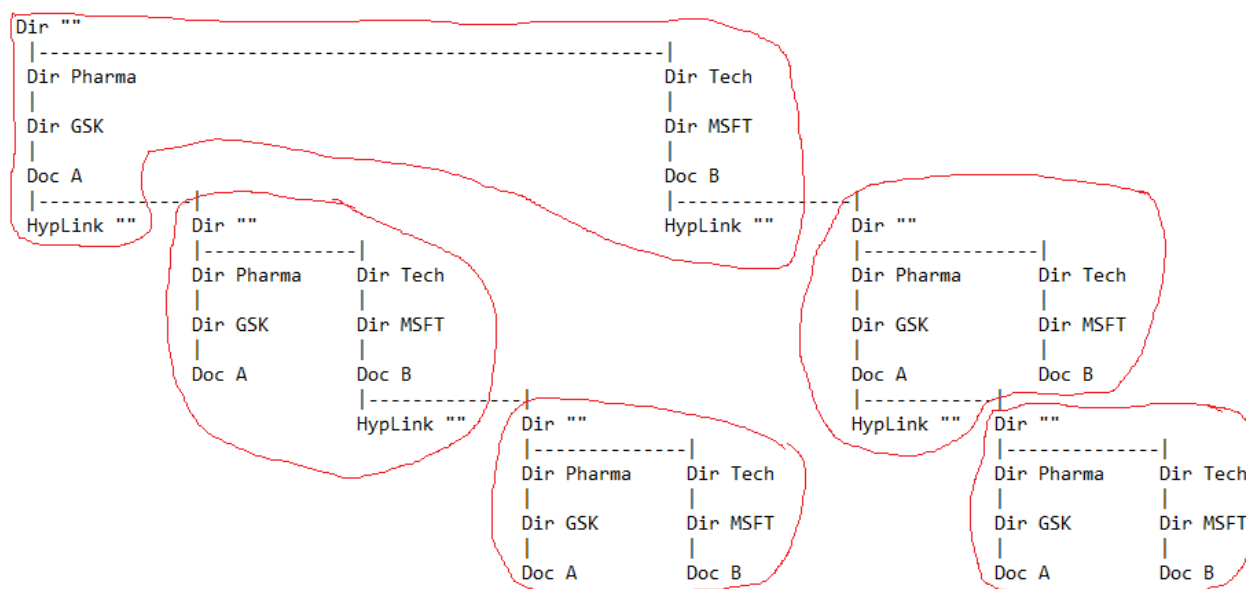 Dir ""
|---------------------------------------------------------|
Dir Pharma Dir Tech
| |
Dir GSK Dir MSFT
| |
Doc A Doc B
|--------------| |---------------|
HypLink "" Dir "" HypLink "" Dir ""
|--------------| |---------------|
Dir Pharma Dir Tech Dir Pharma Dir Tech
| | | |
Dir GSK Dir MSFT Dir GSK Dir MSFT
| | | |
Doc A Doc B Doc A Doc B
|--------------| |------------|
HypLink "" Dir "" HypLink "" Dir ""
|--------------| |--------------|
Dir Pharma Dir Tech Dir Pharma Dir Tech
| | | |
Dir GSK Dir MSFT Dir GSK Dir MSFT
| | | |
Doc A Doc B Doc A Doc B